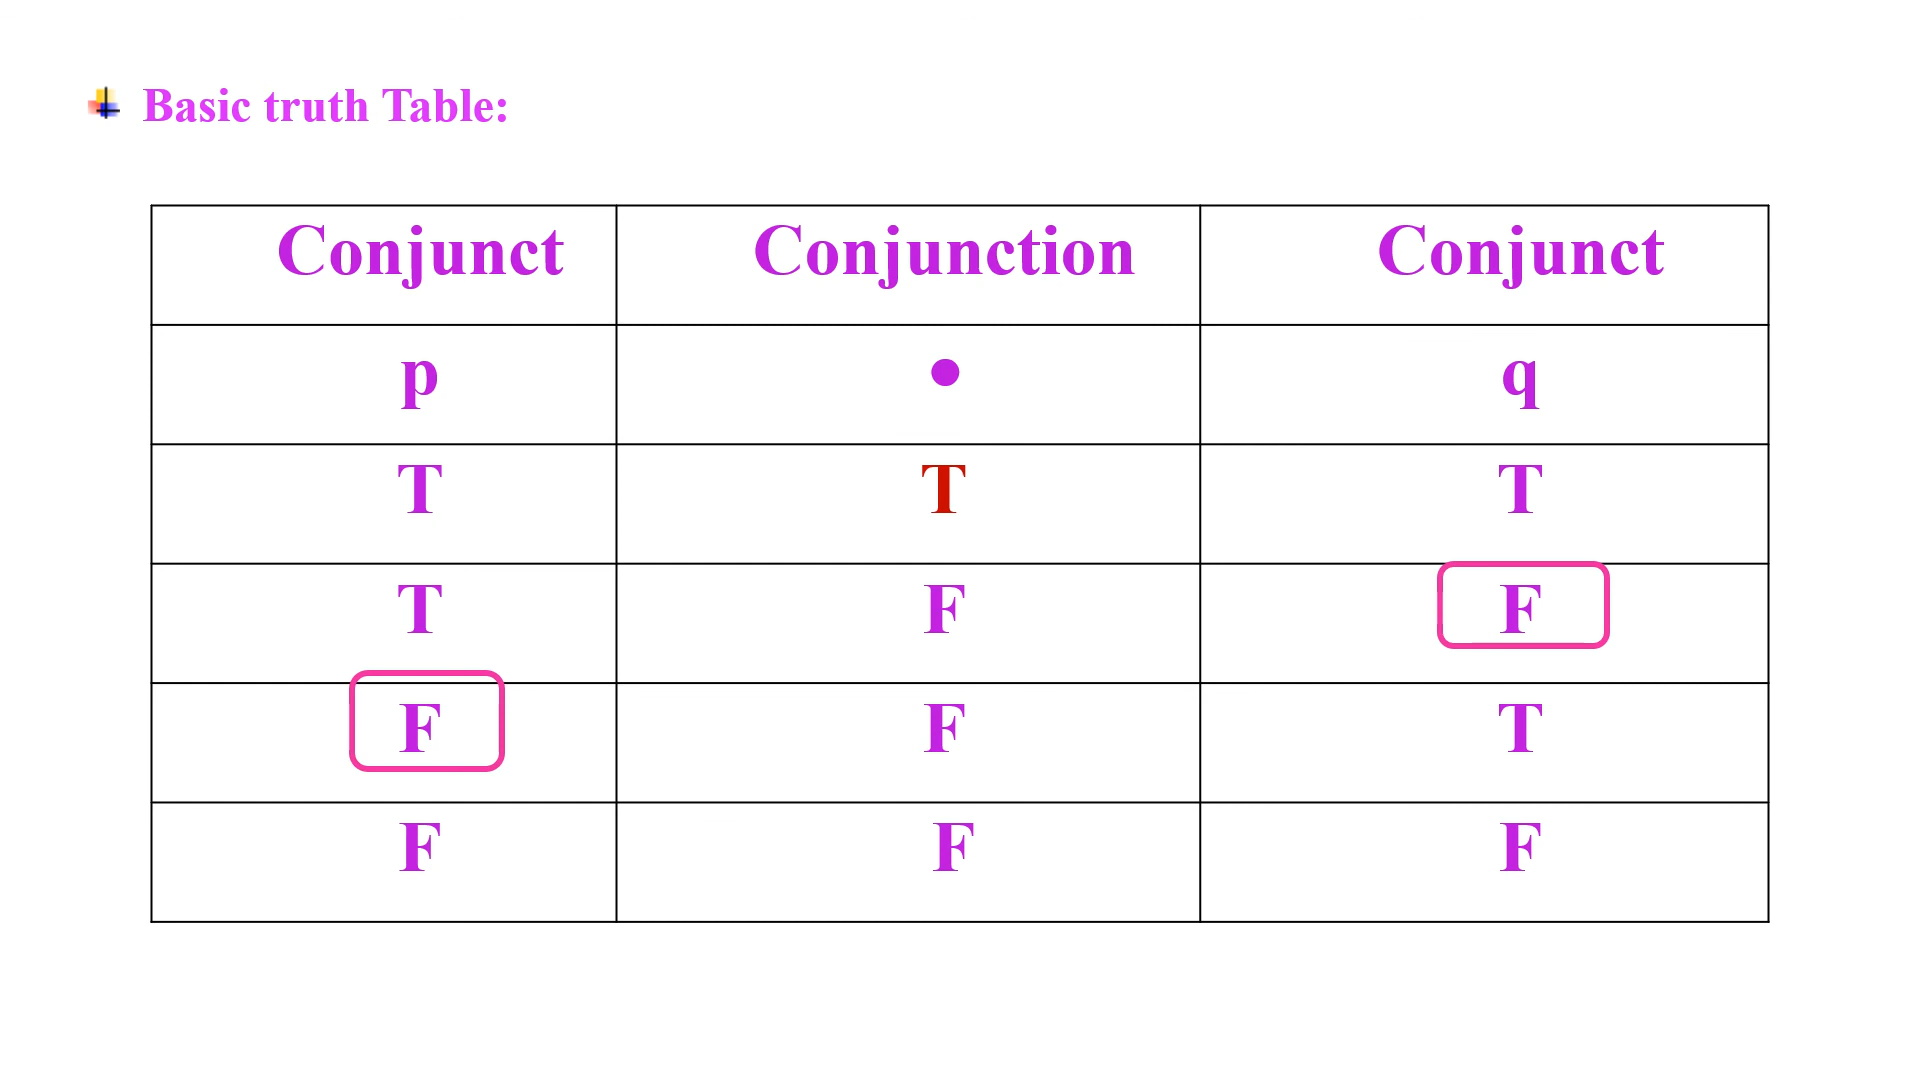 Basic truth Table:
Conjunct Conjunction Conjunct
p • q
T T T
T F F
F F T
F F F